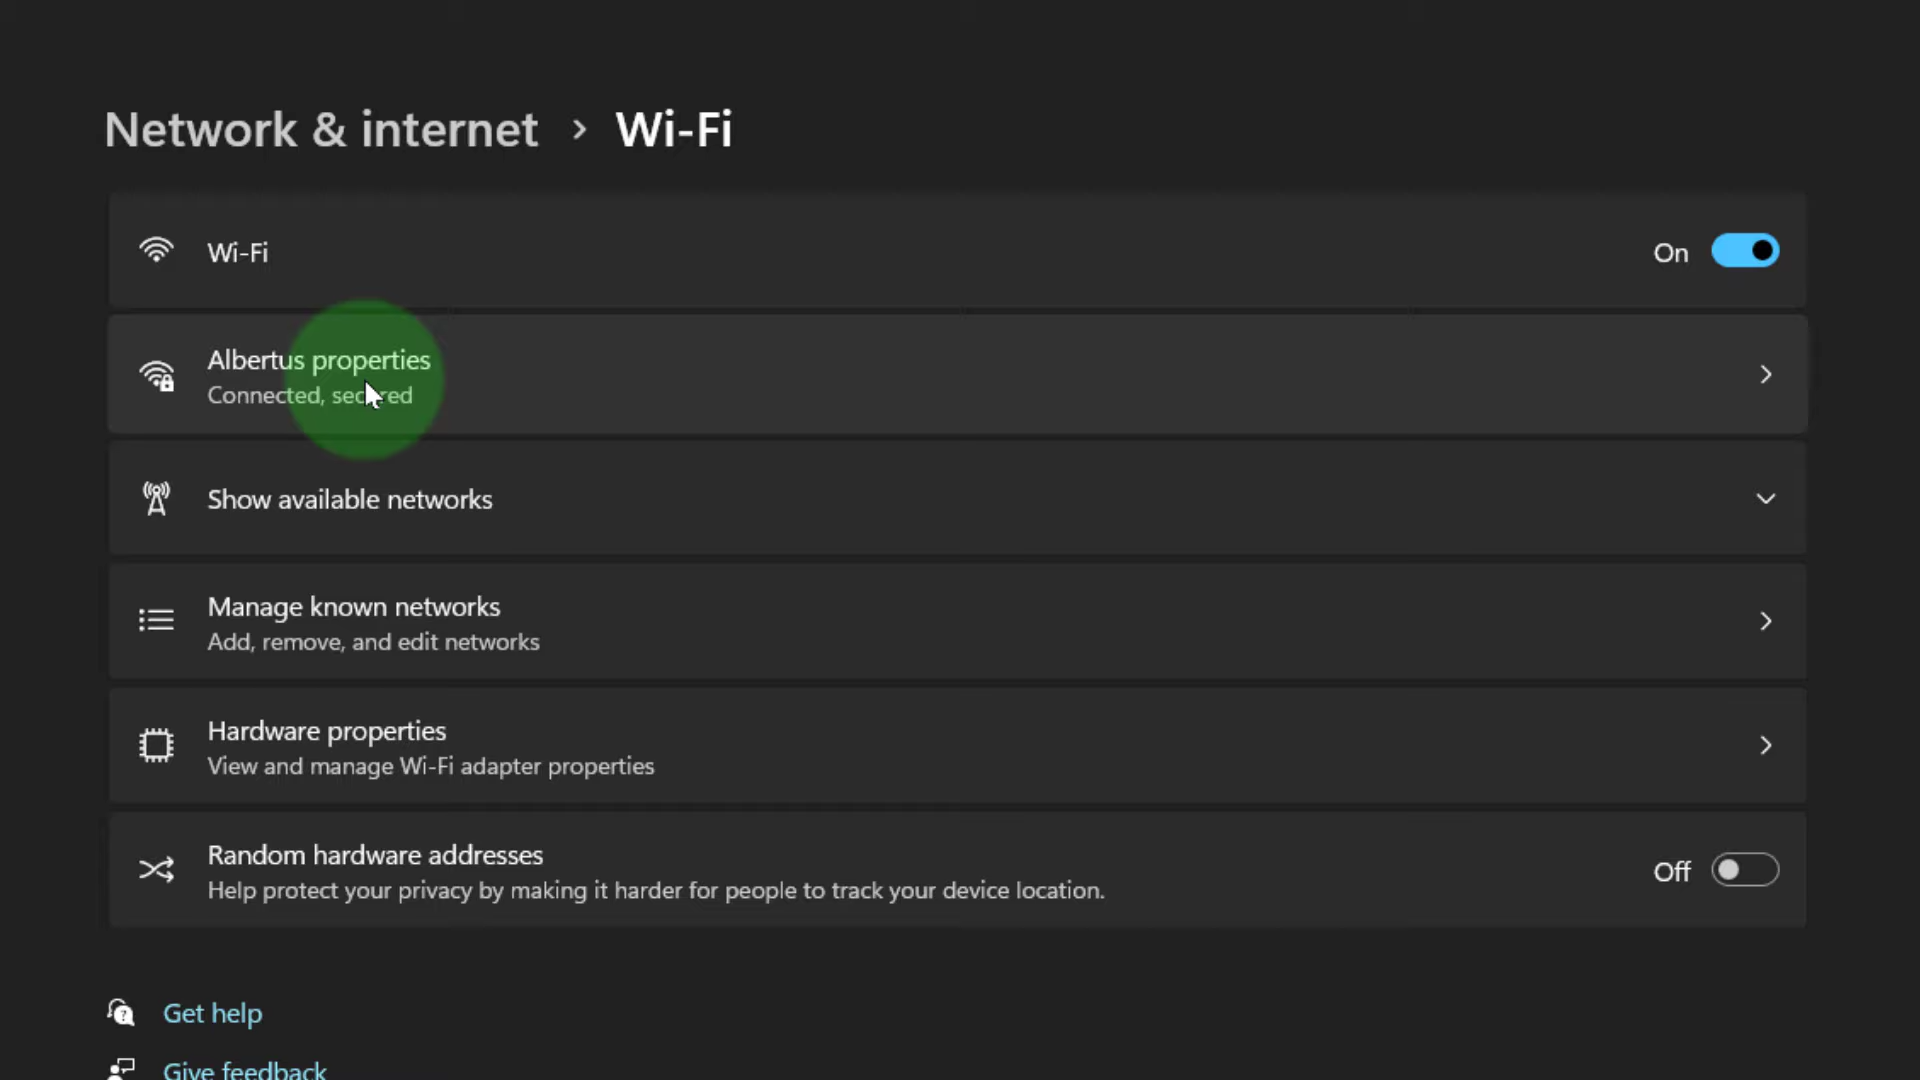 Network & internet > Wi-Fi
Wi-Fi
On
Albertus properties
Connected, secured
Show available networks
Manage known networks
Add, remove, and edit networks
Hardware properties
View and manage Wi-Fi adapter properties
Random hardware addresses
Help protect your privacy by making it harder for people to track your device location.
Off
Get help
Give feedback